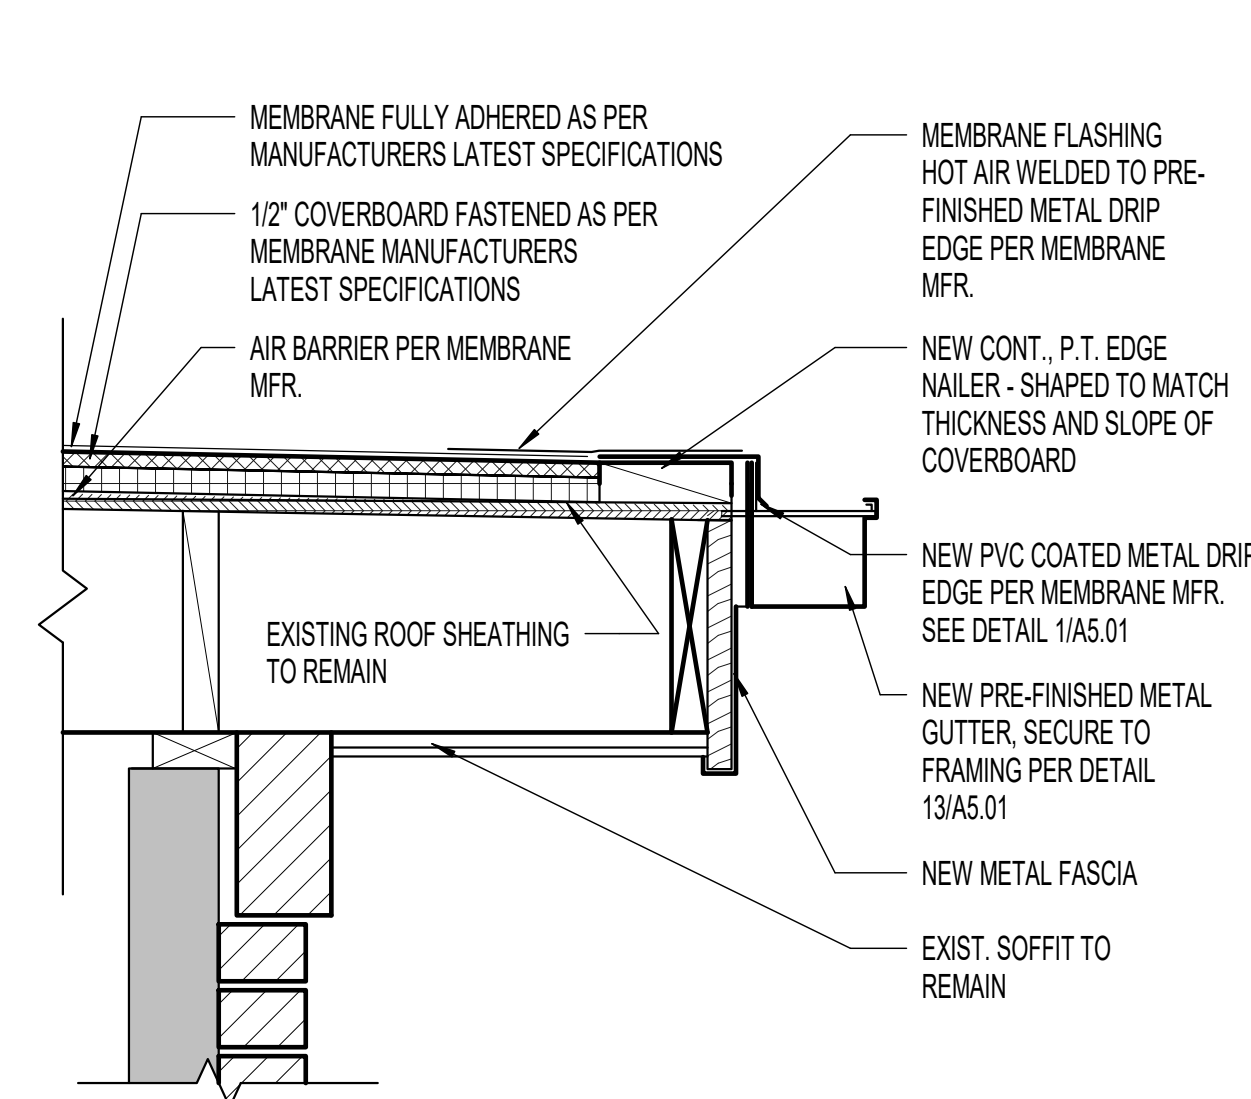 MEMBRANE FULLY ADHERED AS PER
MANUFACTURERS LATEST SPECIFICATIONS
1/2" COVERBOARD FASTENED AS PER
MEMBRANE MANUFACTURERS
LATEST SPECIFICATIONS
AIR BARRIER PER MEMBRANE
MFR.
EXISTING ROOF SHEATHING
TO REMAIN
MEMBRANE FLASHING
HOT AIR WELDED TO PRE-
FINISHED METAL DRIP
EDGE PER MEMBRANE
MFR.
NEW CONT., P.T. EDGE
NAILER - SHAPED TO MATCH
THICKNESS AND SLOPE OF
COVERBOARD
NEW PVC COATED METAL DRIP
EDGE PER MEMBRANE MFR.
SEE DETAIL 1/A5.01
NEW PRE-FINISHED METAL
GUTTER, SECURE TO
FRAMING PER DETAIL
13/A5.01
NEW METAL FASCIA
EXIST. SOFFIT TO
REMAIN